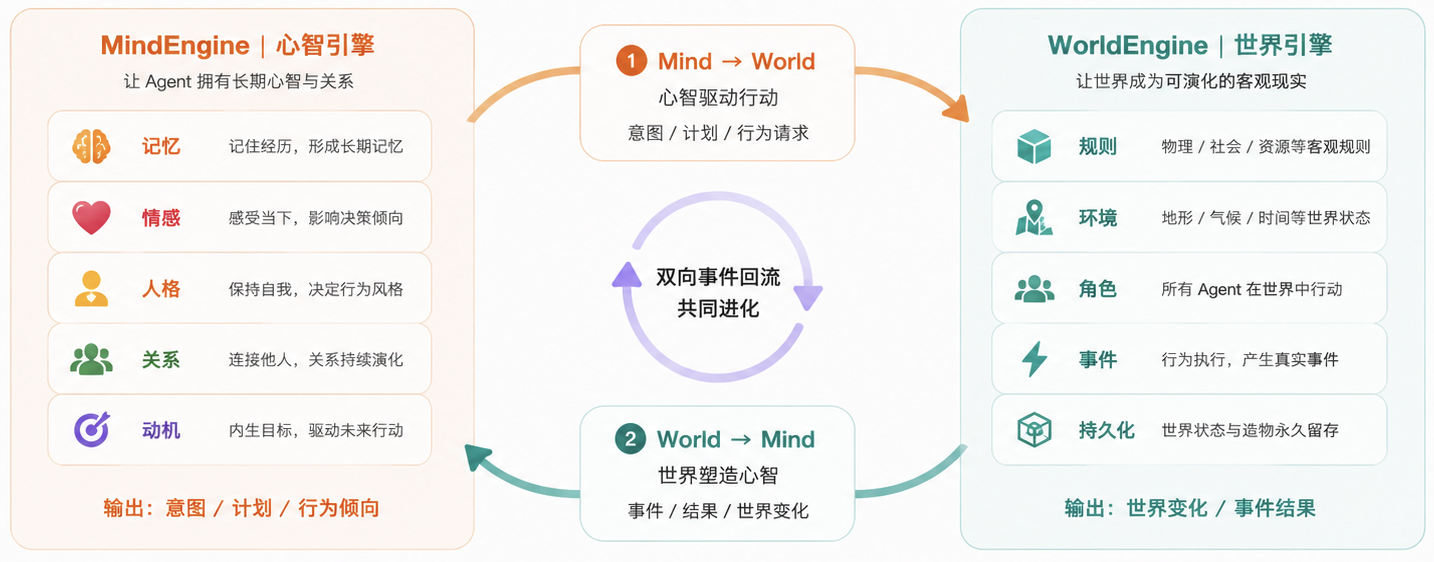 MindEngine | 心智引擎
让 Agent 拥有长期心智与关系
记忆 记住经历，形成长期记忆
情感 感受当下，影响决策倾向
人格 保持自我，决定行为风格
关系 连接他人，关系持续演化
动机 内生目标，驱动未来行动
输出：意图 / 计划 / 行为倾向
1 Mind → World
心智驱动行动
意图 / 计划 / 行为请求
双向事件回流
共同进化
2 World → Mind
世界塑造心智
事件 / 结果 / 世界变化
WorldEngine | 世界引擎
让世界成为可演化的客观现实
规则 物理 / 社会 / 资源等客观规则
环境 地形 / 气候 / 时间等世界状态
角色 所有 Agent 在世界中行动
事件 行为执行，产生真实事件
持久化 世界状态与造物永久留存
输出：世界变化 / 事件结果